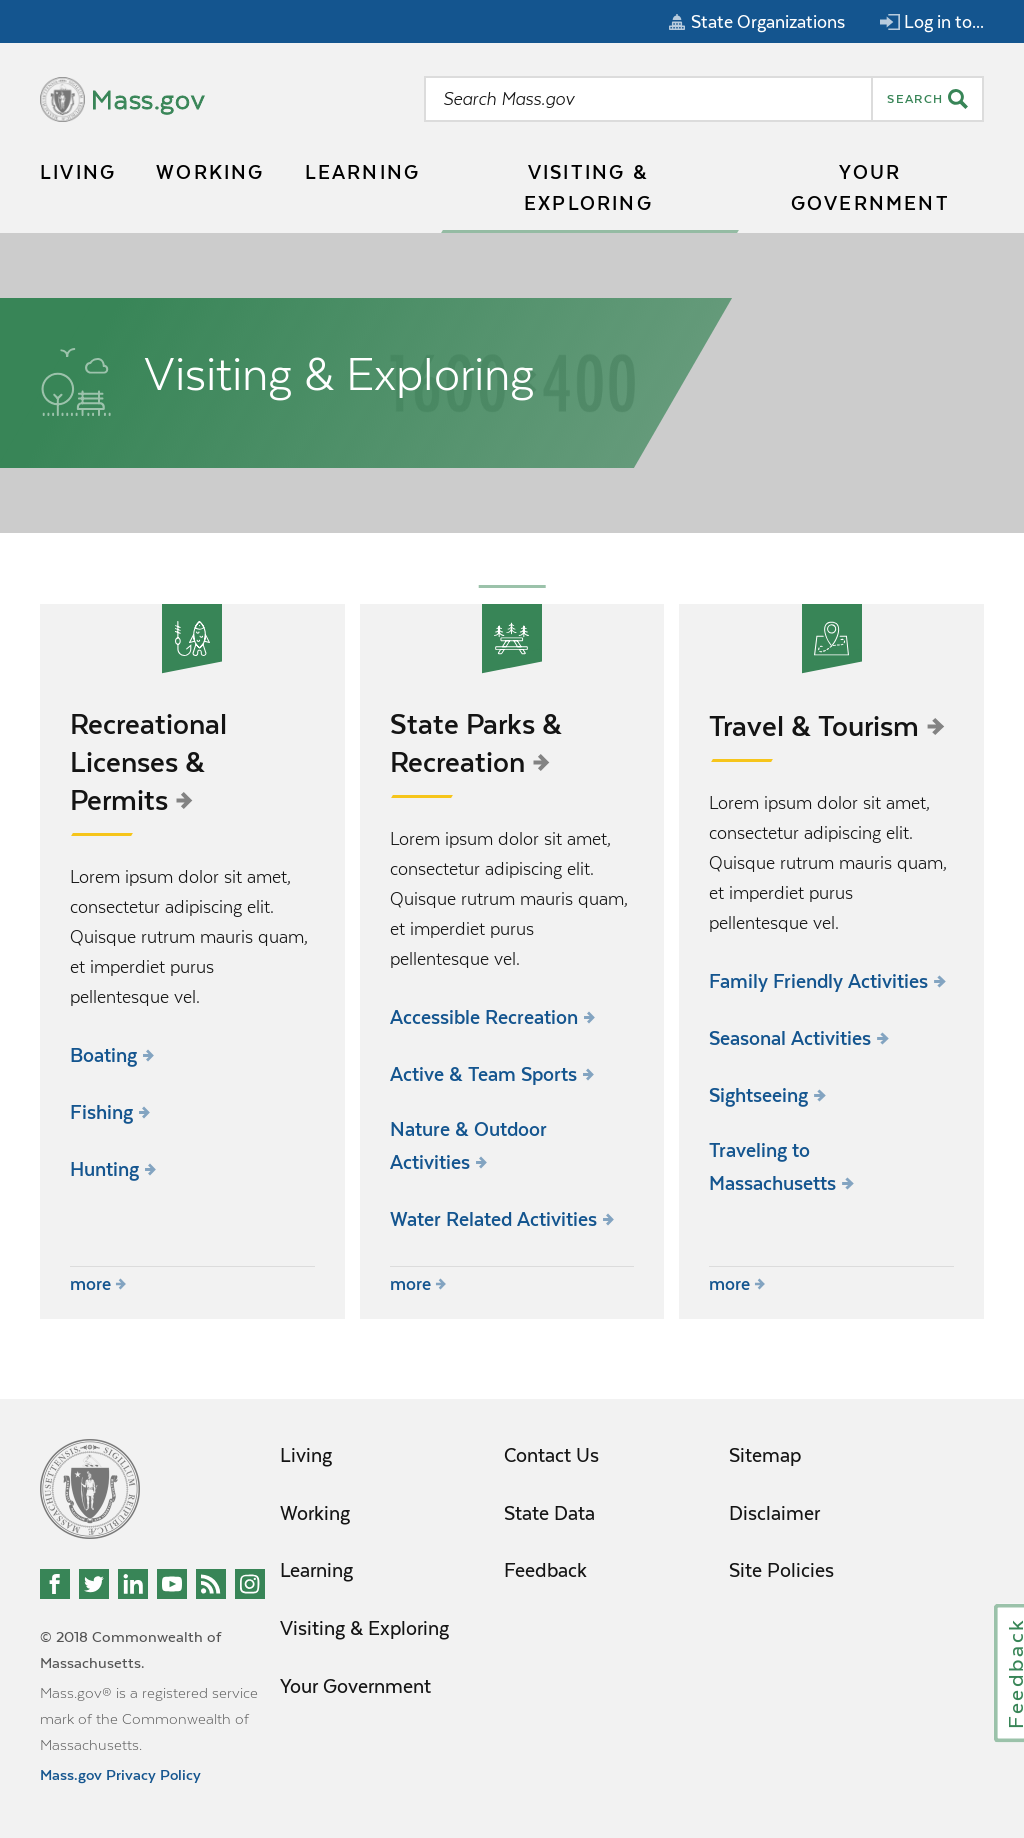 State Organizations
Log in to...
Mass.gov
Search Mass.gov
SEARCH
LIVING
WORKING
LEARNING
VISITING &
EXPLORING
YOUR
GOVERNMENT
Visiting & Exploring
Recreational
Licenses &
Permits
Lorem ipsum dolor sit amet,
consectetur adipiscing elit.
Quisque rutrum mauris quam,
et imperdiet purus
pellentesque vel.
Boating
Fishing
Hunting
more
State Parks &
Recreation
Lorem ipsum dolor sit amet,
consectetur adipiscing elit.
Quisque rutrum mauris quam,
et imperdiet purus
pellentesque vel.
Accessible Recreation
Active & Team Sports
Nature & Outdoor
Activities
Water Related Activities
more
Travel & Tourism
Lorem ipsum dolor sit amet,
consectetur adipiscing elit.
Quisque rutrum mauris quam,
et imperdiet purus
pellentesque vel.
Family Friendly Activities
Seasonal Activities
Sightseeing
Traveling to
Massachusetts
more
© 2018 Commonwealth of
Massachusetts.
Mass.gov® is a registered service
mark of the Commonwealth of
Massachusetts.
Mass.gov Privacy Policy
Living
Working
Learning
Visiting & Exploring
Your Government
Contact Us
State Data
Feedback
Sitemap
Disclaimer
Site Policies
Feedback